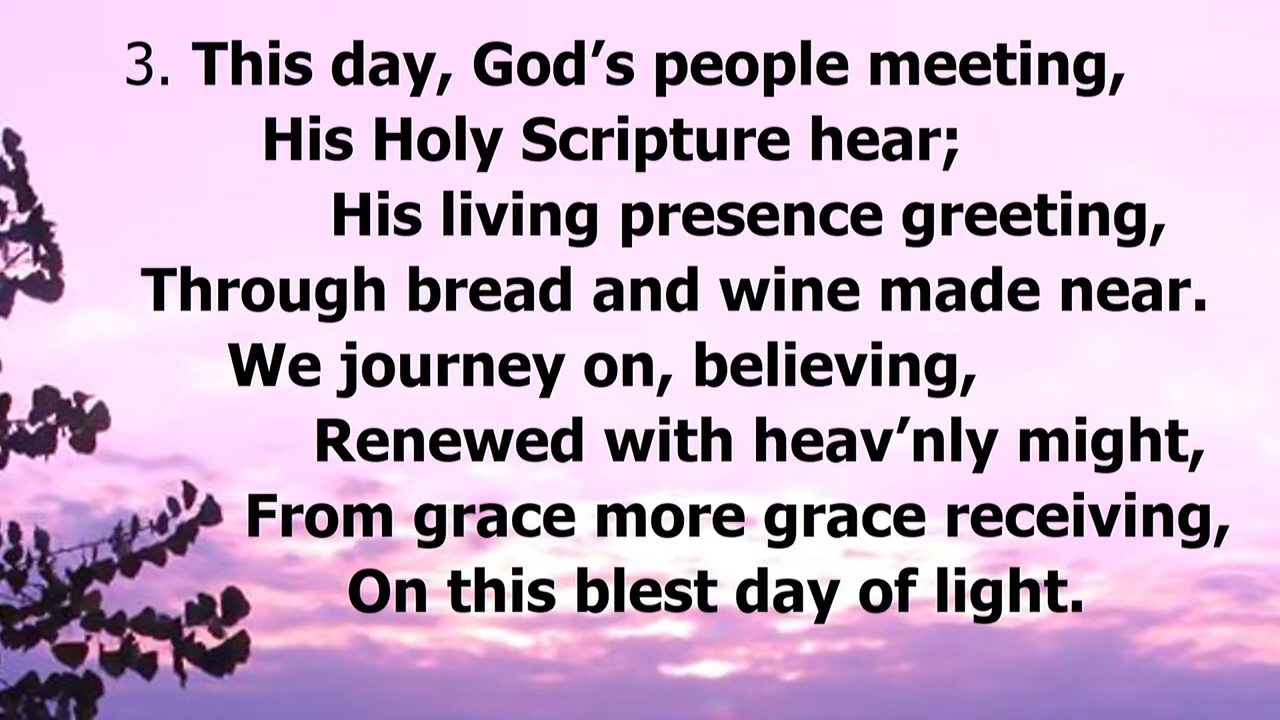 3. This day, God’s people meeting,
His Holy Scripture hear;
His living presence greeting,
Through bread and wine made near.
We journey on, believing,
Renewed with heav’nly might,
From grace more grace receiving,
On this blest day of light.